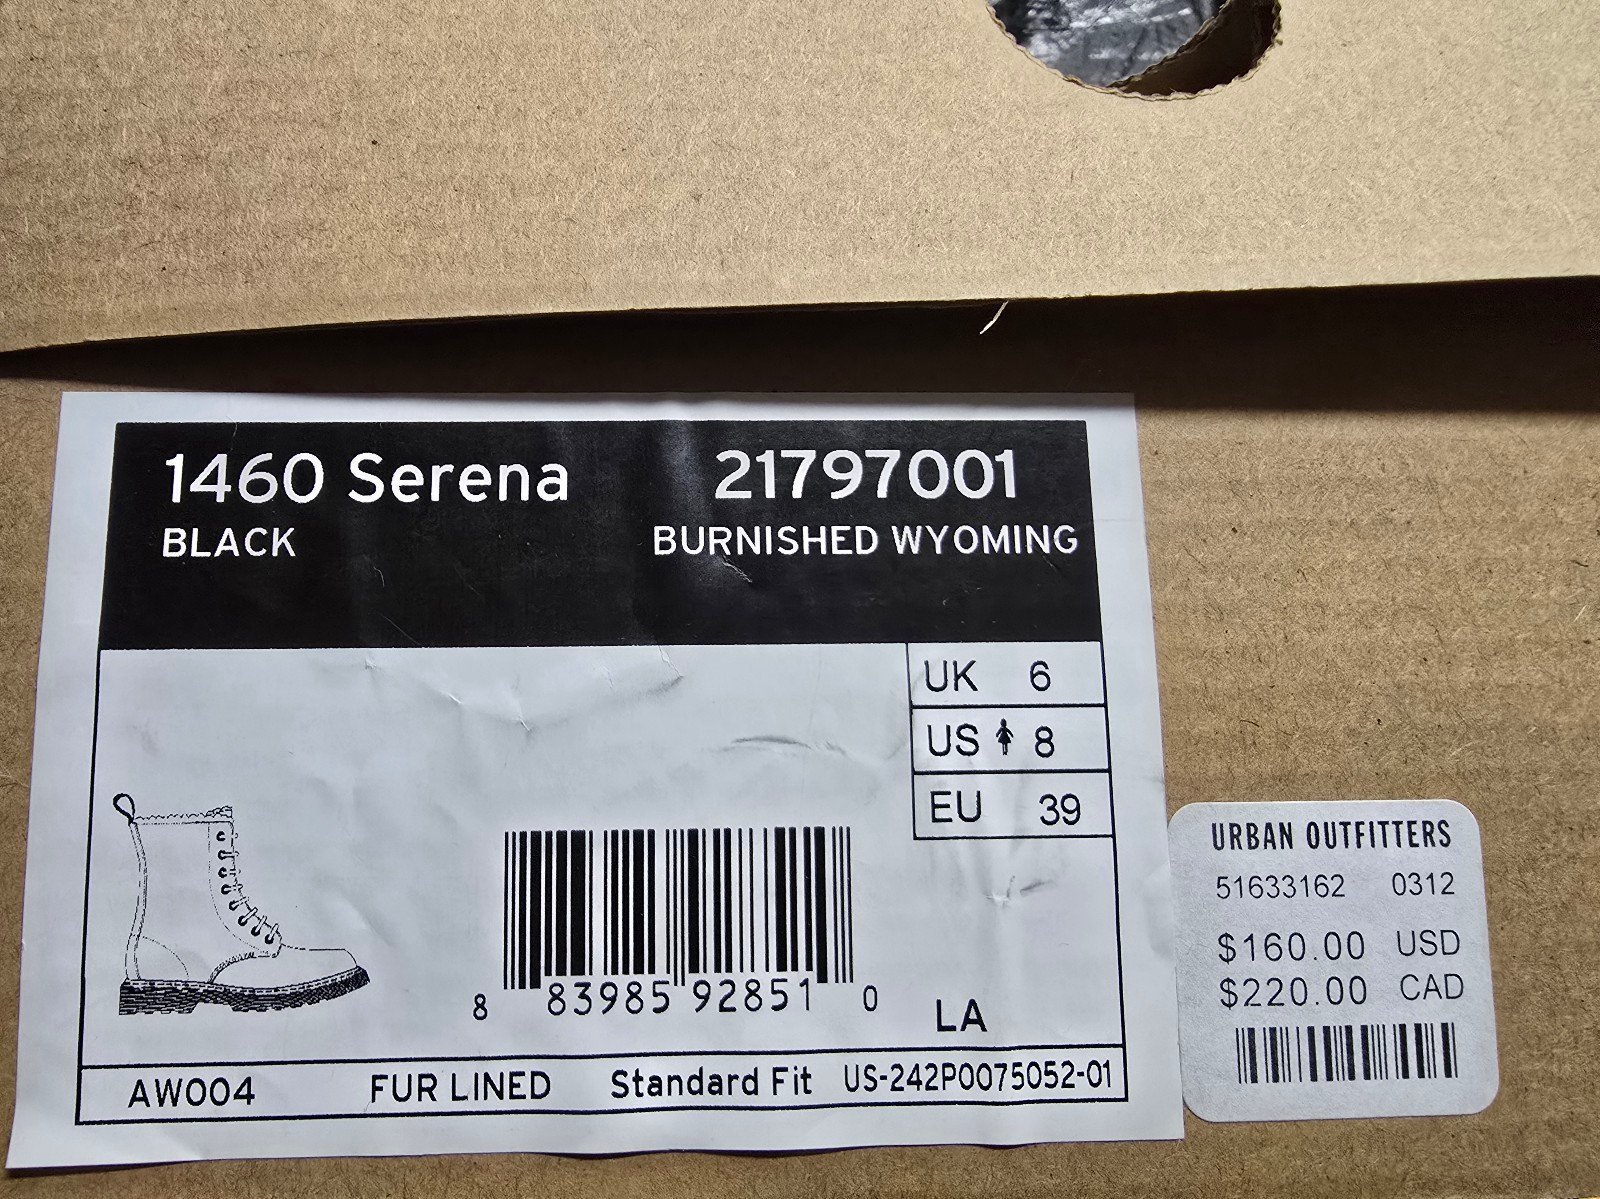 1460 Serena 21797001
BLACK BURNISHED WYOMING
UK 6
US 8
EU 39
8 83985 92851 0
LA
AW004 FUR LINED Standard Fit US-242P0075052-01
URBAN OUTFITTERS
51633162 0312
$160.00 USD
$220.00 CAD